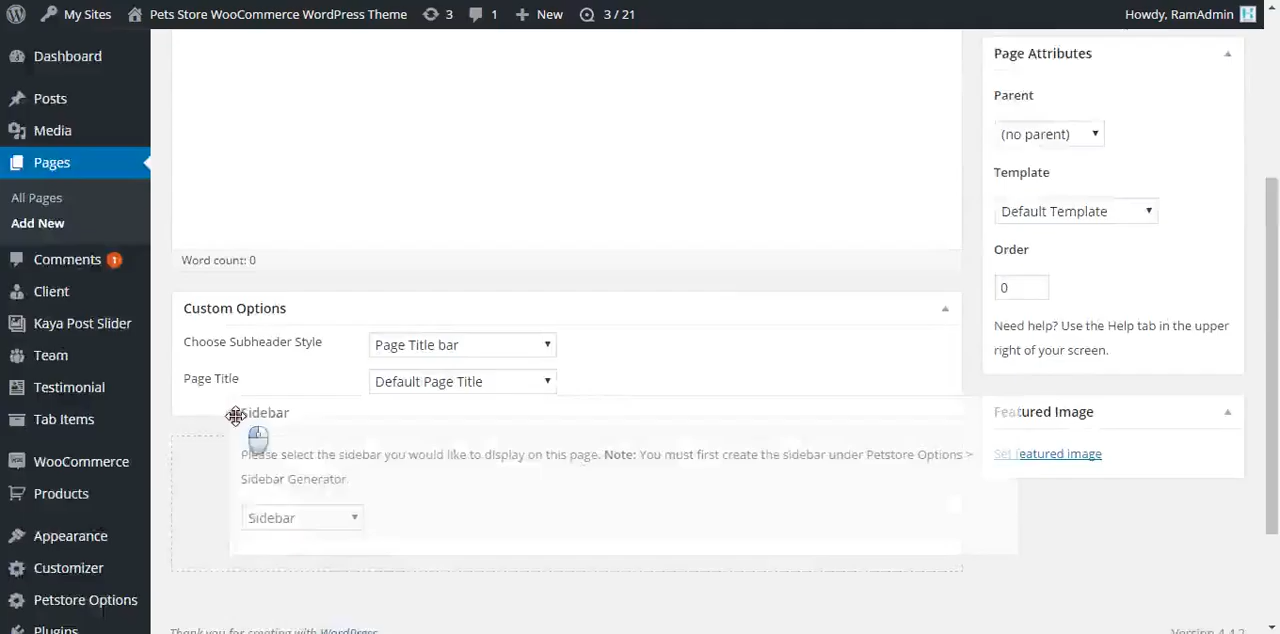 My Sites
Pets Store WooCommerce WordPress Theme
3
1
New
3 / 21
Howdy, RamAdmin
Dashboard
Posts
Media
Pages
All Pages
Add New
Comments 1
Client
Kaya Post Slider
Team
Testimonial
Tab Items
WooCommerce
Products
Appearance
Customizer
Petstore Options
Plugins
Word count: 0
Custom Options
Choose Subheader Style
Page Title bar
Page Title
Default Page Title
Sidebar
Please select the sidebar you would like to display on this page. Note: You must first create the sidebar under Petstore Options >
Sidebar Generator.
Sidebar
Thank you for creating with WordPress
Version 4.4.2
Page Attributes
Parent
(no parent)
Template
Default Template
Order
0
Need help? Use the Help tab in the upper
right of your screen.
Featured Image
Set featured image